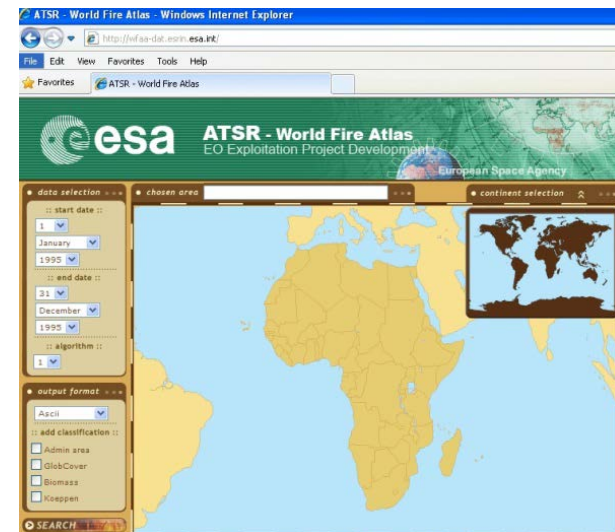 ATSR - World Fire Atlas - Windows Internet Explorer
http://wfaa-dat.esrin.esa.int/
File Edit View Favorites Tools Help
Favorites ATSR - World Fire Atlas
esa
ATSR - World Fire Atlas
EO Exploitation Project Development
European Space Agency
data selection
chosen area
continent selection
:: start date ::
1
January
1995
:: end date ::
31
December
1995
:: algorithm ::
1
output format
Ascii
:: add classification ::
Admin area
GlobCover
Biomass
Koeppen
SEARCH